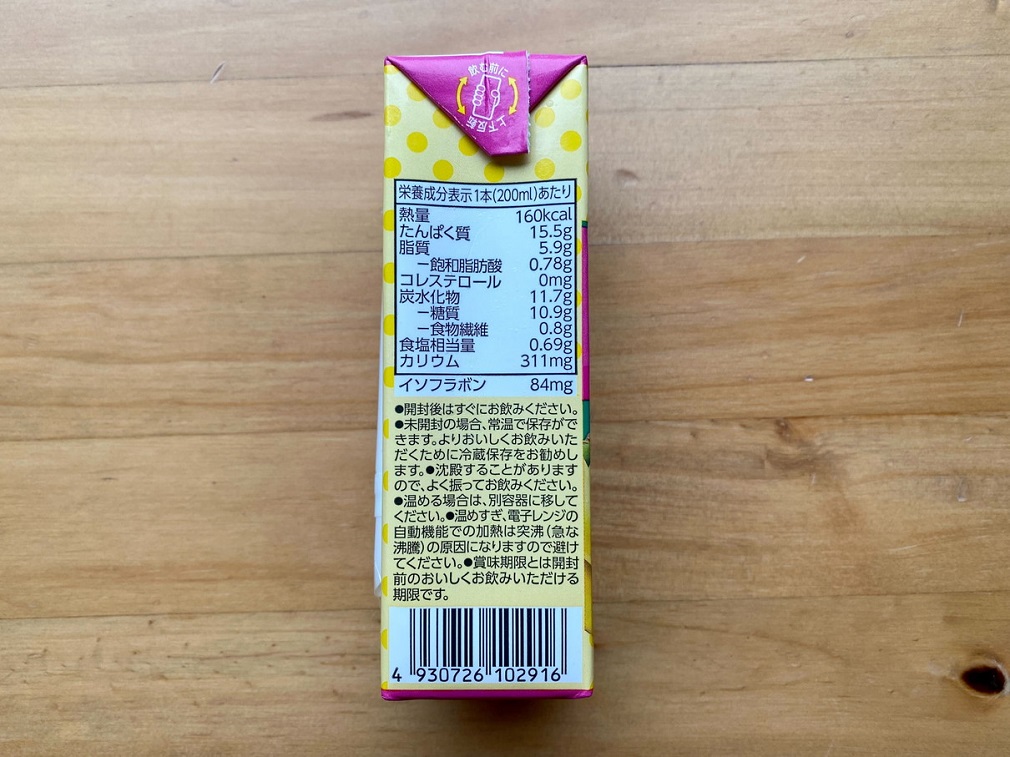 飲む前に
上下反転
栄養成分表示1本(200ml)あたり
熱量 160kcal
たんぱく質 15.5g
脂質 5.9g
−飽和脂肪酸 0.78g
コレステロール 0mg
炭水化物 11.7g
−糖質 10.9g
−食物繊維 0.8g
食塩相当量 0.69g
カリウム 311mg
イソフラボン 84mg
●開封後はすぐにお飲みください。
●未開封の場合、常温で保存がで
きます。よりおいしくお飲みいた
だくために冷蔵保存をお勧めし
ます。●沈殿することがあります
ので、よく振ってお飲みください。
●温める場合は、別容器に移して
ください。●温めすぎ、電子レンジの
自動機能での加熱は突沸(急な
沸騰)の原因になりますので避け
てください。●賞味期限とは開封
前のおいしくお飲みいただける
期限です。
4 930726 102916